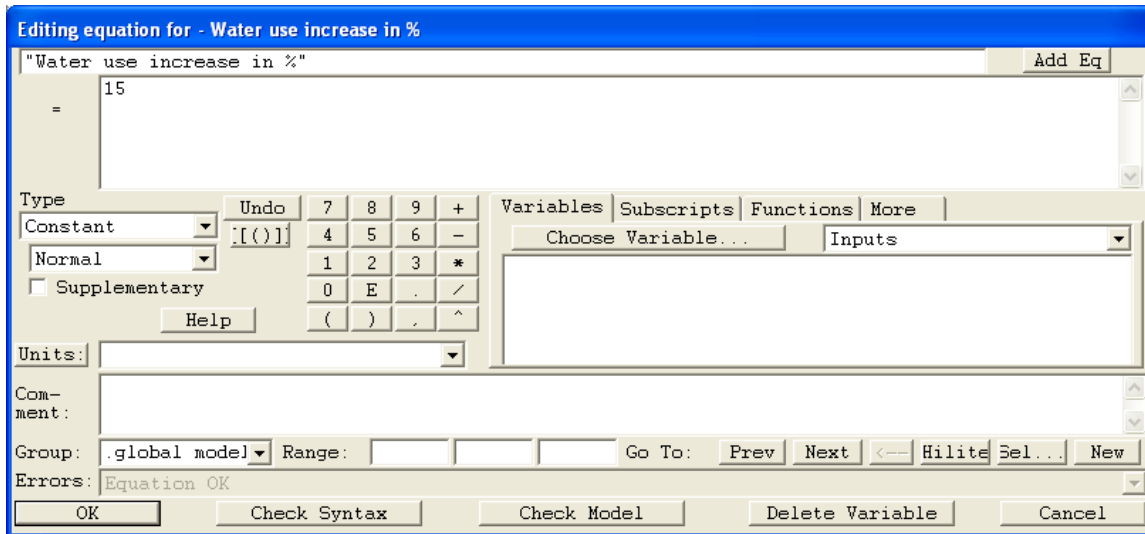 Editing equation for - Water use increase in %
"Water use increase in %" Add Eq
= 15
Type Undo 7 8 9 + Variables Subscripts Functions More
Constant [()] 4 5 6 - Choose Variable... Inputs
Normal 1 2 3 *
Supplementary 0 E . /
Help ( ) , ^
Units:
Com-
ment:
Group: .global model Range: Go To: Prev Next <-- Hilite Sel... New
Errors: Equation OK
OK Check Syntax Check Model Delete Variable Cancel